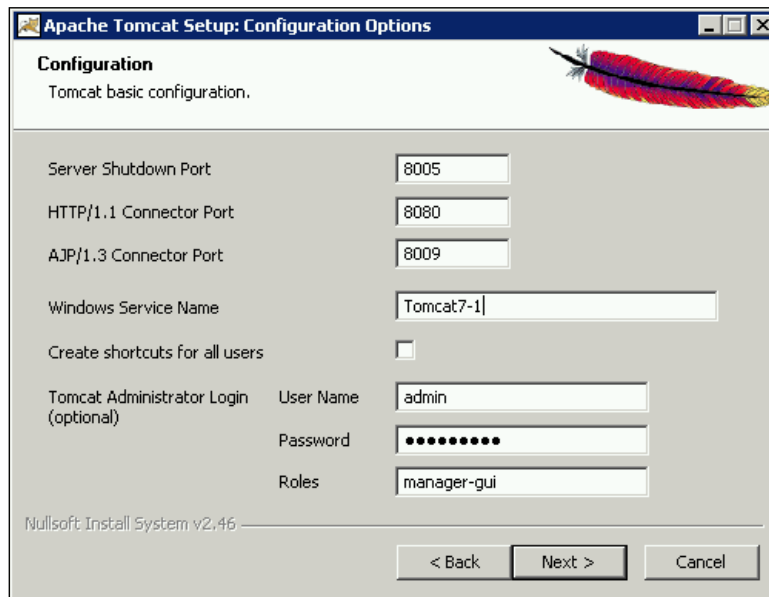 Apache Tomcat Setup: Configuration Options
Configuration
Tomcat basic configuration.
Server Shutdown Port 8005
HTTP/1.1 Connector Port 8080
AJP/1.3 Connector Port 8009
Windows Service Name Tomcat7-1
Create shortcuts for all users
Tomcat Administrator Login User Name admin
(optional)
Password ●●●●●●●●●
Roles manager-gui
Nullsoft Install System v2.46
< Back Next > Cancel